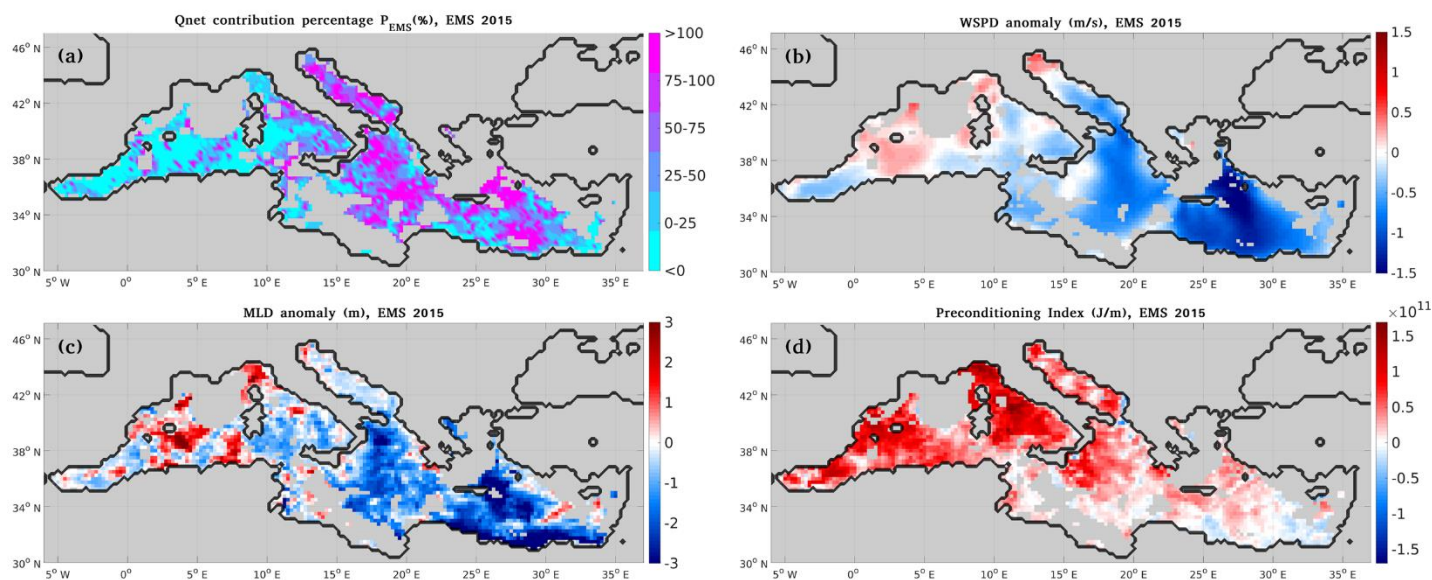 Qnet contribution percentage P_EMS(%), EMS 2015
(a)
46° N
42° N
38° N
34° N
30° N
5° W 0° 5° E 10° E 15° E 20° E 25° E 30° E 35° E
>100
75-100
50-75
25-50
0-25
<0
WSPD anomaly (m/s), EMS 2015
(b)
46° N
42° N
38° N
34° N
30° N
5° W 0° 5° E 10° E 15° E 20° E 25° E 30° E 35° E
1.5
1
0.5
0
-0.5
-1
-1.5
MLD anomaly (m), EMS 2015
(c)
46° N
42° N
38° N
34° N
30° N
5° W 0° 5° E 10° E 15° E 20° E 25° E 30° E 35° E
3
2
1
0
-1
-2
-3
Preconditioning Index (J/m), EMS 2015
(d)
46° N
42° N
38° N
34° N
30° N
5° W 0° 5° E 10° E 15° E 20° E 25° E 30° E 35° E
×10^11
1.5
1
0.5
0
-0.5
-1
-1.5